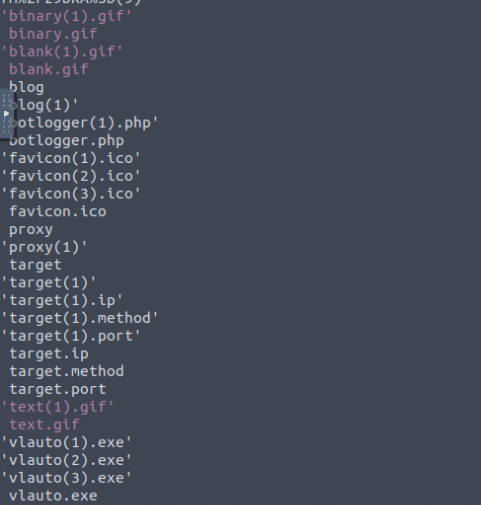 'binary(1).gif'
binary.gif
'blank(1).gif'
blank.gif
blog
blog(1)'
botlogger(1).php'
botlogger.php
'favicon(1).ico'
'favicon(2).ico'
'favicon(3).ico'
favicon.ico
proxy
'proxy(1)'
target
'target(1)'
'target(1).ip'
'target(1).method'
'target(1).port'
target.ip
target.method
target.port
'text(1).gif'
text.gif
'vlauto(1).exe'
'vlauto(2).exe'
'vlauto(3).exe'
vlauto.exe